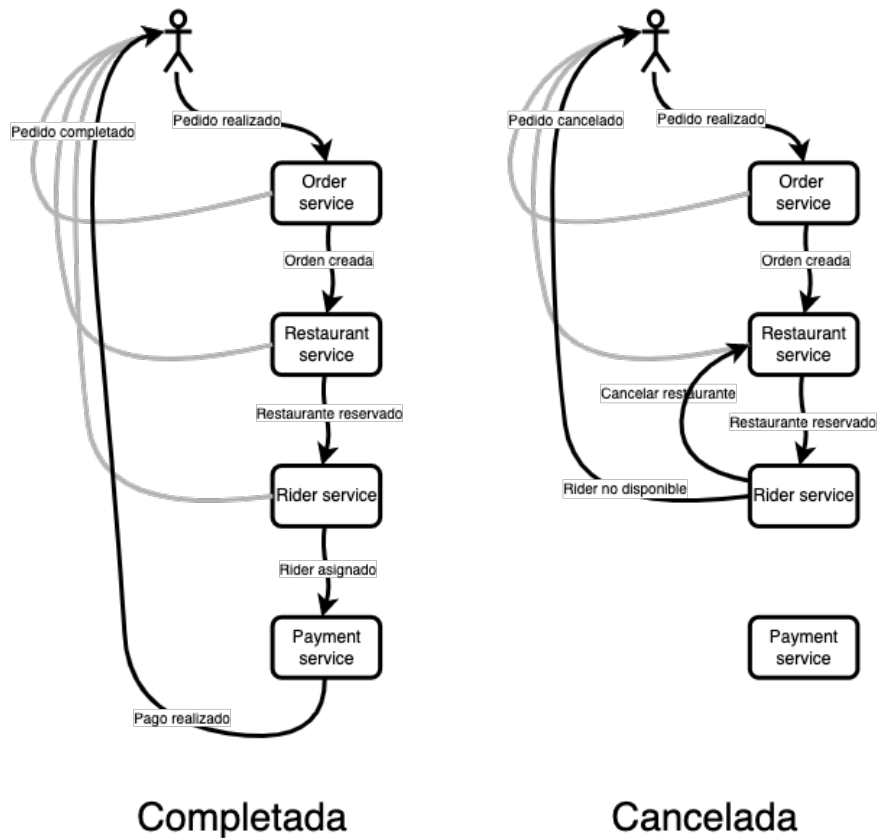 Pedido completado
Pedido realizado
Order
service
Orden creada
Restaurant
service
Restaurante reservado
Rider service
Rider asignado
Payment
service
Pago realizado
Completada
Pedido cancelado
Pedido realizado
Order
service
Orden creada
Restaurant
service
Cancelar restaurante
Restaurante reservado
Rider no disponible
Rider service
Payment
service
Cancelada